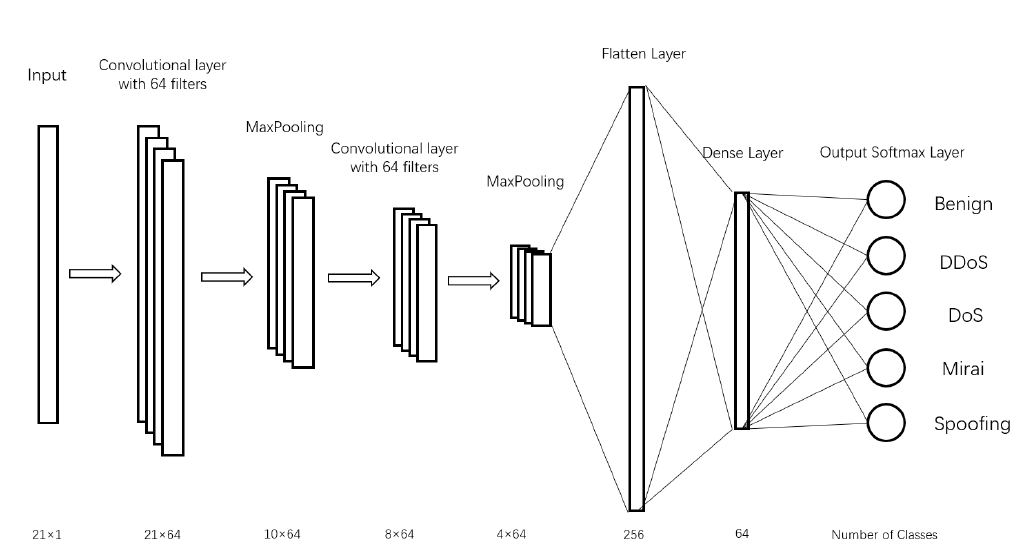 Input
Convolutional layer
with 64 filters
MaxPooling
Convolutional layer
with 64 filters
MaxPooling
Flatten Layer
Dense Layer
Output Softmax Layer
Benign
DDoS
DoS
Mirai
Spoofing
21×1
21×64
10×64
8×64
4×64
256
64
Number of Classes